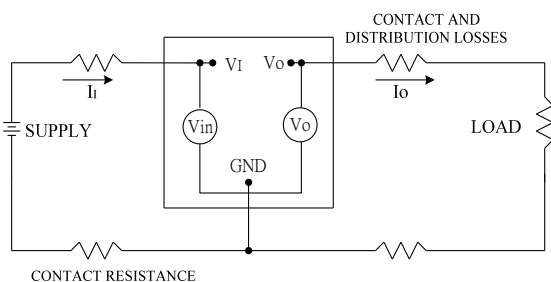 CONTACT AND
DISTRIBUTION LOSSES
VI
Vo
II
Io
SUPPLY
Vin
Vo
LOAD
GND
CONTACT RESISTANCE